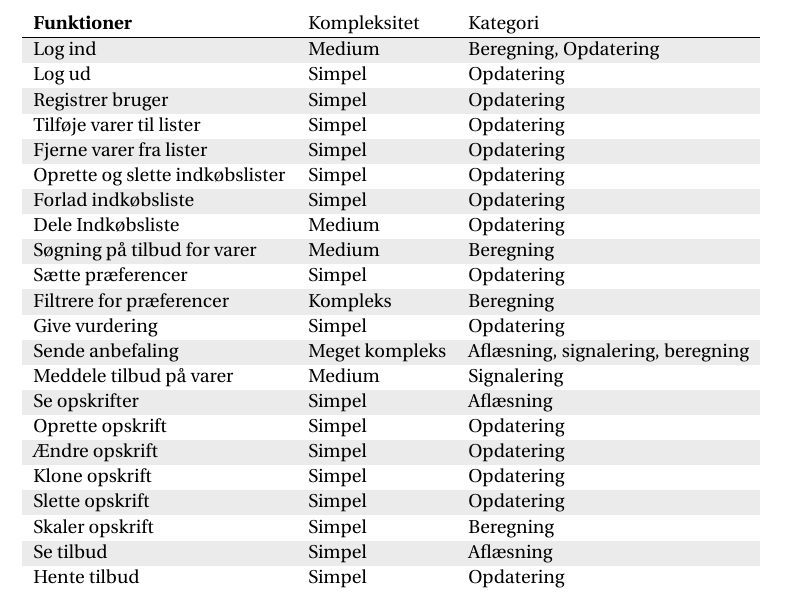 Funktioner Kompleksitet Kategori
Log ind Medium Beregning, Opdatering
Log ud Simpel Opdatering
Registrer bruger Simpel Opdatering
Tilføje varer til lister Simpel Opdatering
Fjerne varer fra lister Simpel Opdatering
Oprette og slette indkøbslister Simpel Opdatering
Forlad indkøbsliste Simpel Opdatering
Dele Indkøbsliste Medium Opdatering
Søgning på tilbud for varer Medium Beregning
Sætte præferencer Simpel Opdatering
Filtrere for præferencer Kompleks Beregning
Give vurdering Simpel Opdatering
Sende anbefaling Meget kompleks Aflæsning, signalering, beregning
Meddele tilbud på varer Medium Signalering
Se opskrifter Simpel Aflæsning
Oprette opskrift Simpel Opdatering
Ændre opskrift Simpel Opdatering
Klone opskrift Simpel Opdatering
Slette opskrift Simpel Opdatering
Skaler opskrift Simpel Beregning
Se tilbud Simpel Aflæsning
Hente tilbud Simpel Opdatering